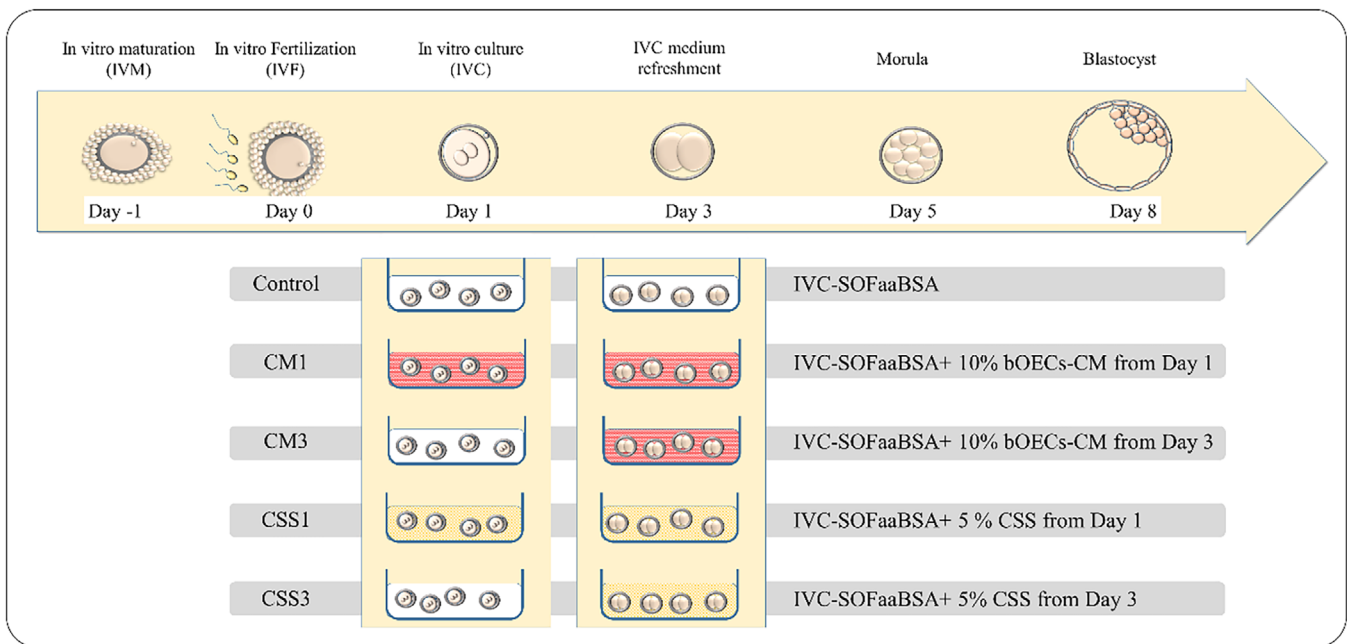 In vitro maturation
(IVM)
In vitro Fertilization
(IVF)
In vitro culture
(IVC)
IVC medium
refreshment
Morula
Blastocyst
Day -1
Day 0
Day 1
Day 3
Day 5
Day 8
Control
IVC-SOFaaBSA
CM1
IVC-SOFaaBSA+ 10% bOECs-CM from Day 1
CM3
IVC-SOFaaBSA+ 10% bOECs-CM from Day 3
CSS1
IVC-SOFaaBSA+ 5 % CSS from Day 1
CSS3
IVC-SOFaaBSA+ 5% CSS from Day 3